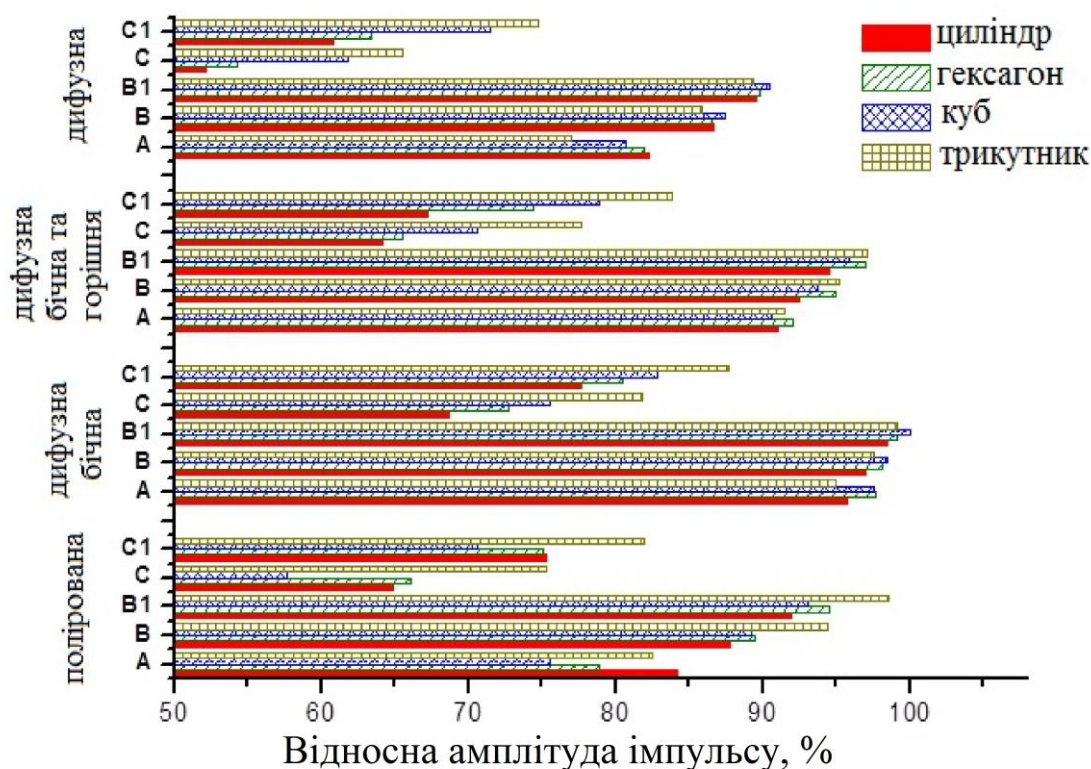 дифузна
C1
C
B1
B
A
дифузна
бічна та
горішня
C1
C
B1
B
A
дифузна
бічна
C1
C
B1
B
A
полірована
C1
C
B1
B
A
50 60 70 80 90 100
Відносна амплітуда імпульсу, %
циліндр
гексагон
куб
трикутник